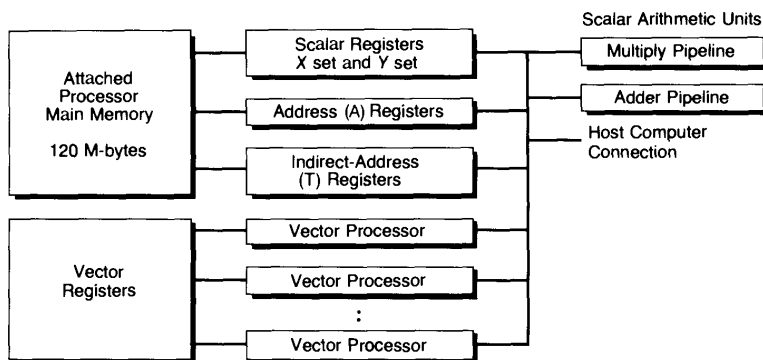 Scalar Arithmetic Units
Attached
Processor
Main Memory
120 M-bytes
Scalar Registers
X set and Y set
Multiply Pipeline
Address (A) Registers
Adder Pipeline
Indirect-Address
(T) Registers
Host Computer
Connection
Vector
Registers
Vector Processor
Vector Processor
:
Vector Processor